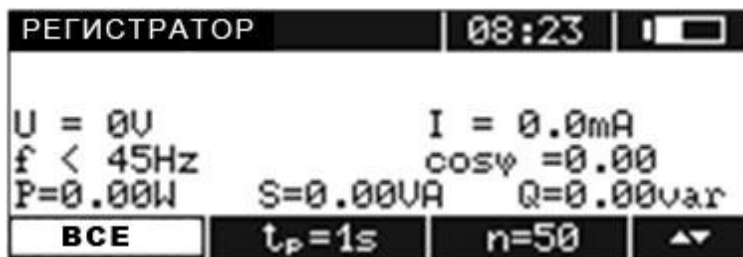 РЕГИСТРАТОР 08:23
U = 0V I = 0.0mA
f < 45Hz cosφ =0.00
P=0.00W S=0.00VA Q=0.00var
ВСЕ tp=1s n=50